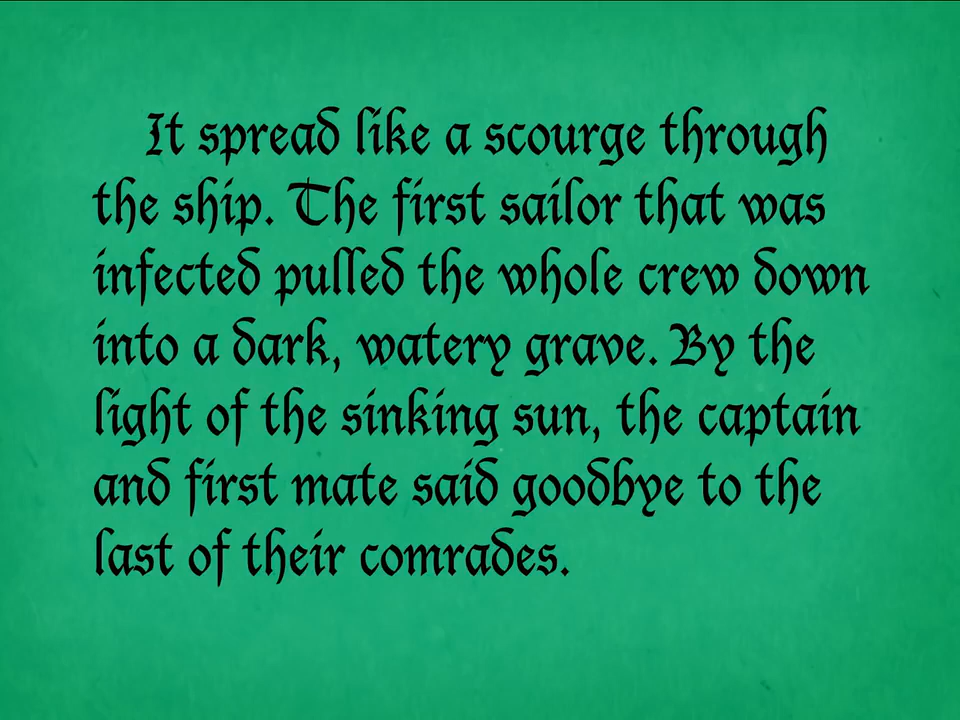 It spread like a scourge through
the ship. The first sailor that was
infected pulled the whole crew down
into a dark, watery grave. By the
light of the sinking sun, the captain
and first mate said goodbye to the
last of their comrades.